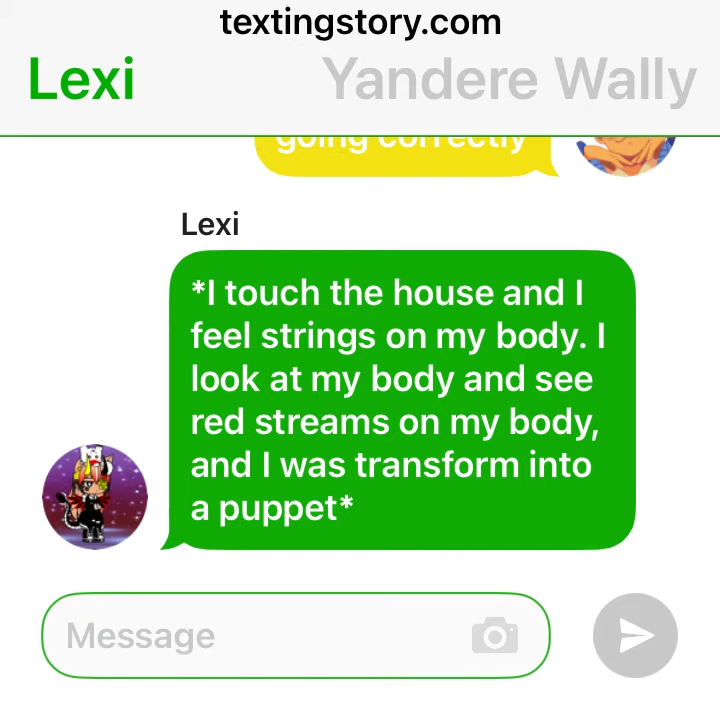 textingstory.com
Lexi Yandere Wally
going correctly
Lexi
*I touch the house and I
feel strings on my body. I
look at my body and see
red streams on my body,
and I was transform into
a puppet*
Message